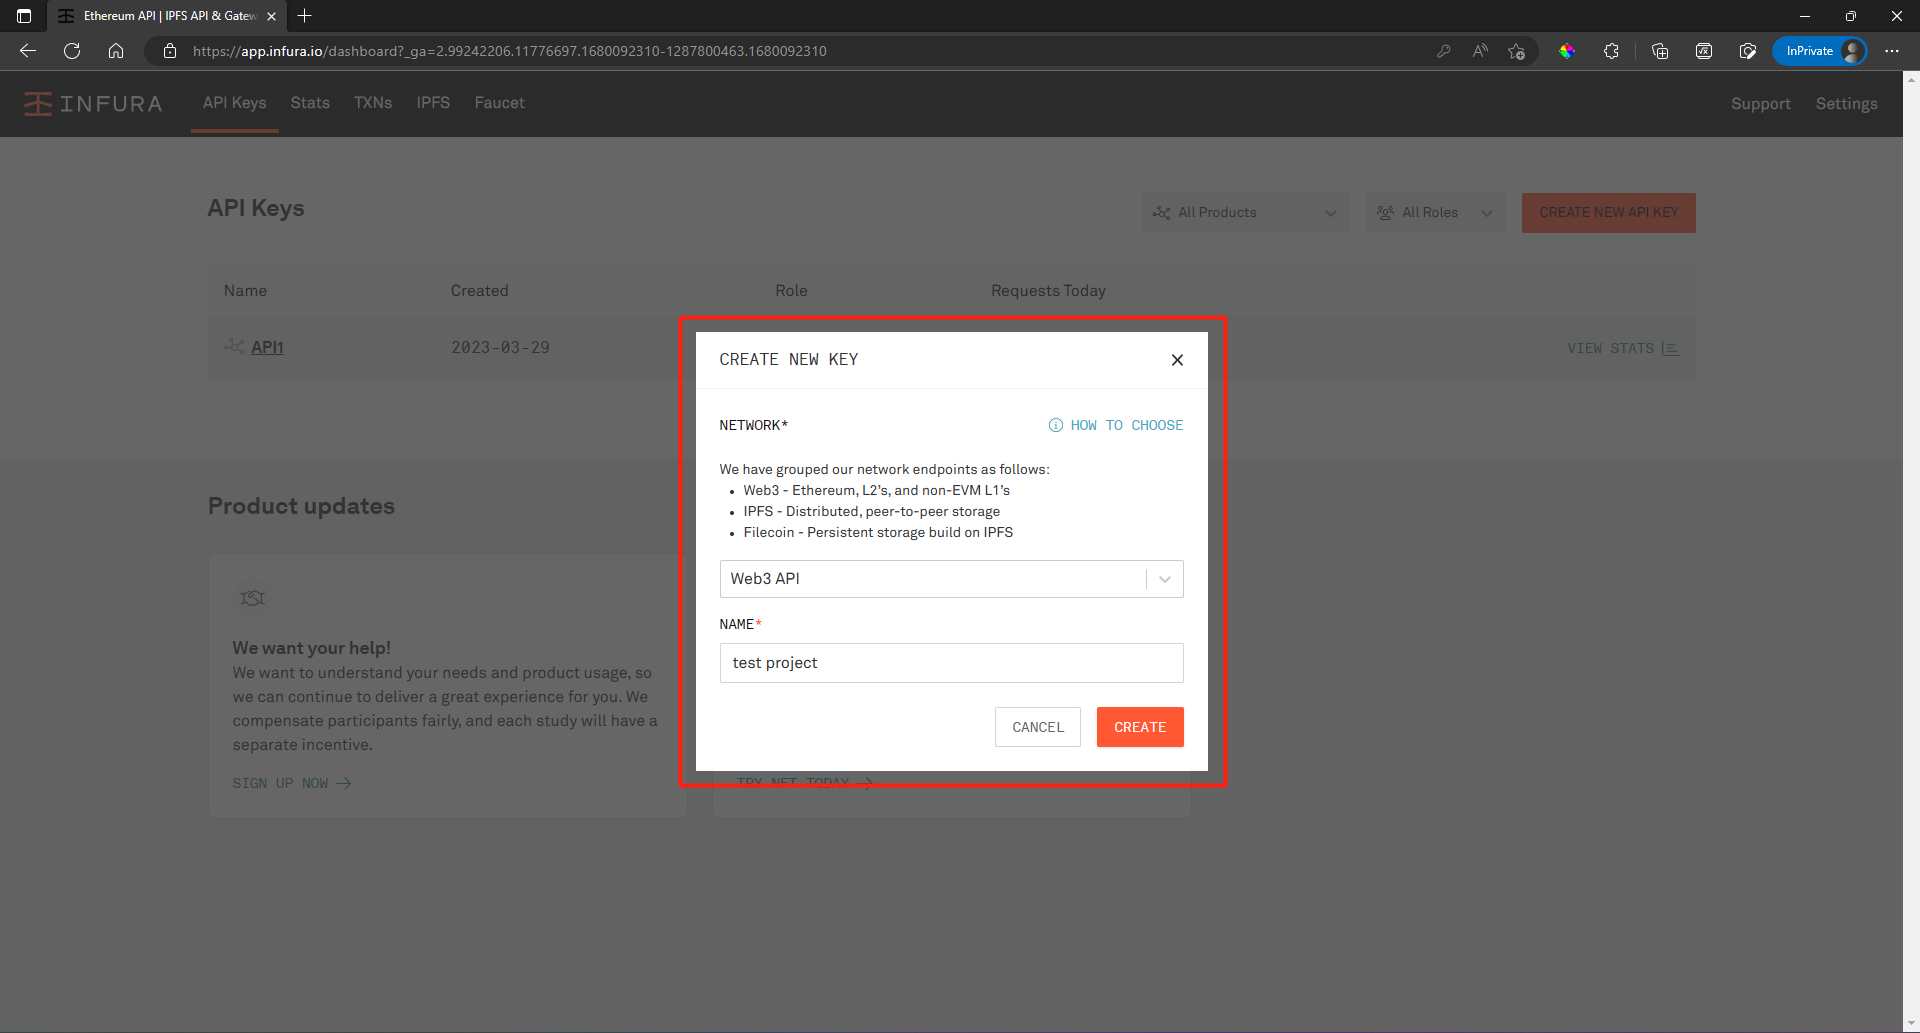 Ethereum API | IPFS API & Gatew
https://app.infura.io/dashboard?_ga=2.99242206.11776697.1680092310-1287800463.1680092310
InPrivate
INFURA
API Keys
Stats
TXNs
IPFS
Faucet
Support
Settings
API Keys
All Products
All Roles
CREATE NEW API KEY
Name
Created
Role
Requests Today
API1
2023-03-29
VIEW STATS
CREATE NEW KEY
NETWORK*
HOW TO CHOOSE
We have grouped our network endpoints as follows:
• Web3 - Ethereum, L2’s, and non-EVM L1’s
• IPFS - Distributed, peer-to-peer storage
• Filecoin - Persistent storage build on IPFS
Web3 API
NAME*
test project
CANCEL
CREATE
Product updates
We want your help!
We want to understand your needs and product usage, so
we can continue to deliver a great experience for you. We
compensate participants fairly, and each study will have a
separate incentive.
SIGN UP NOW →
TRY NFT TODAY →